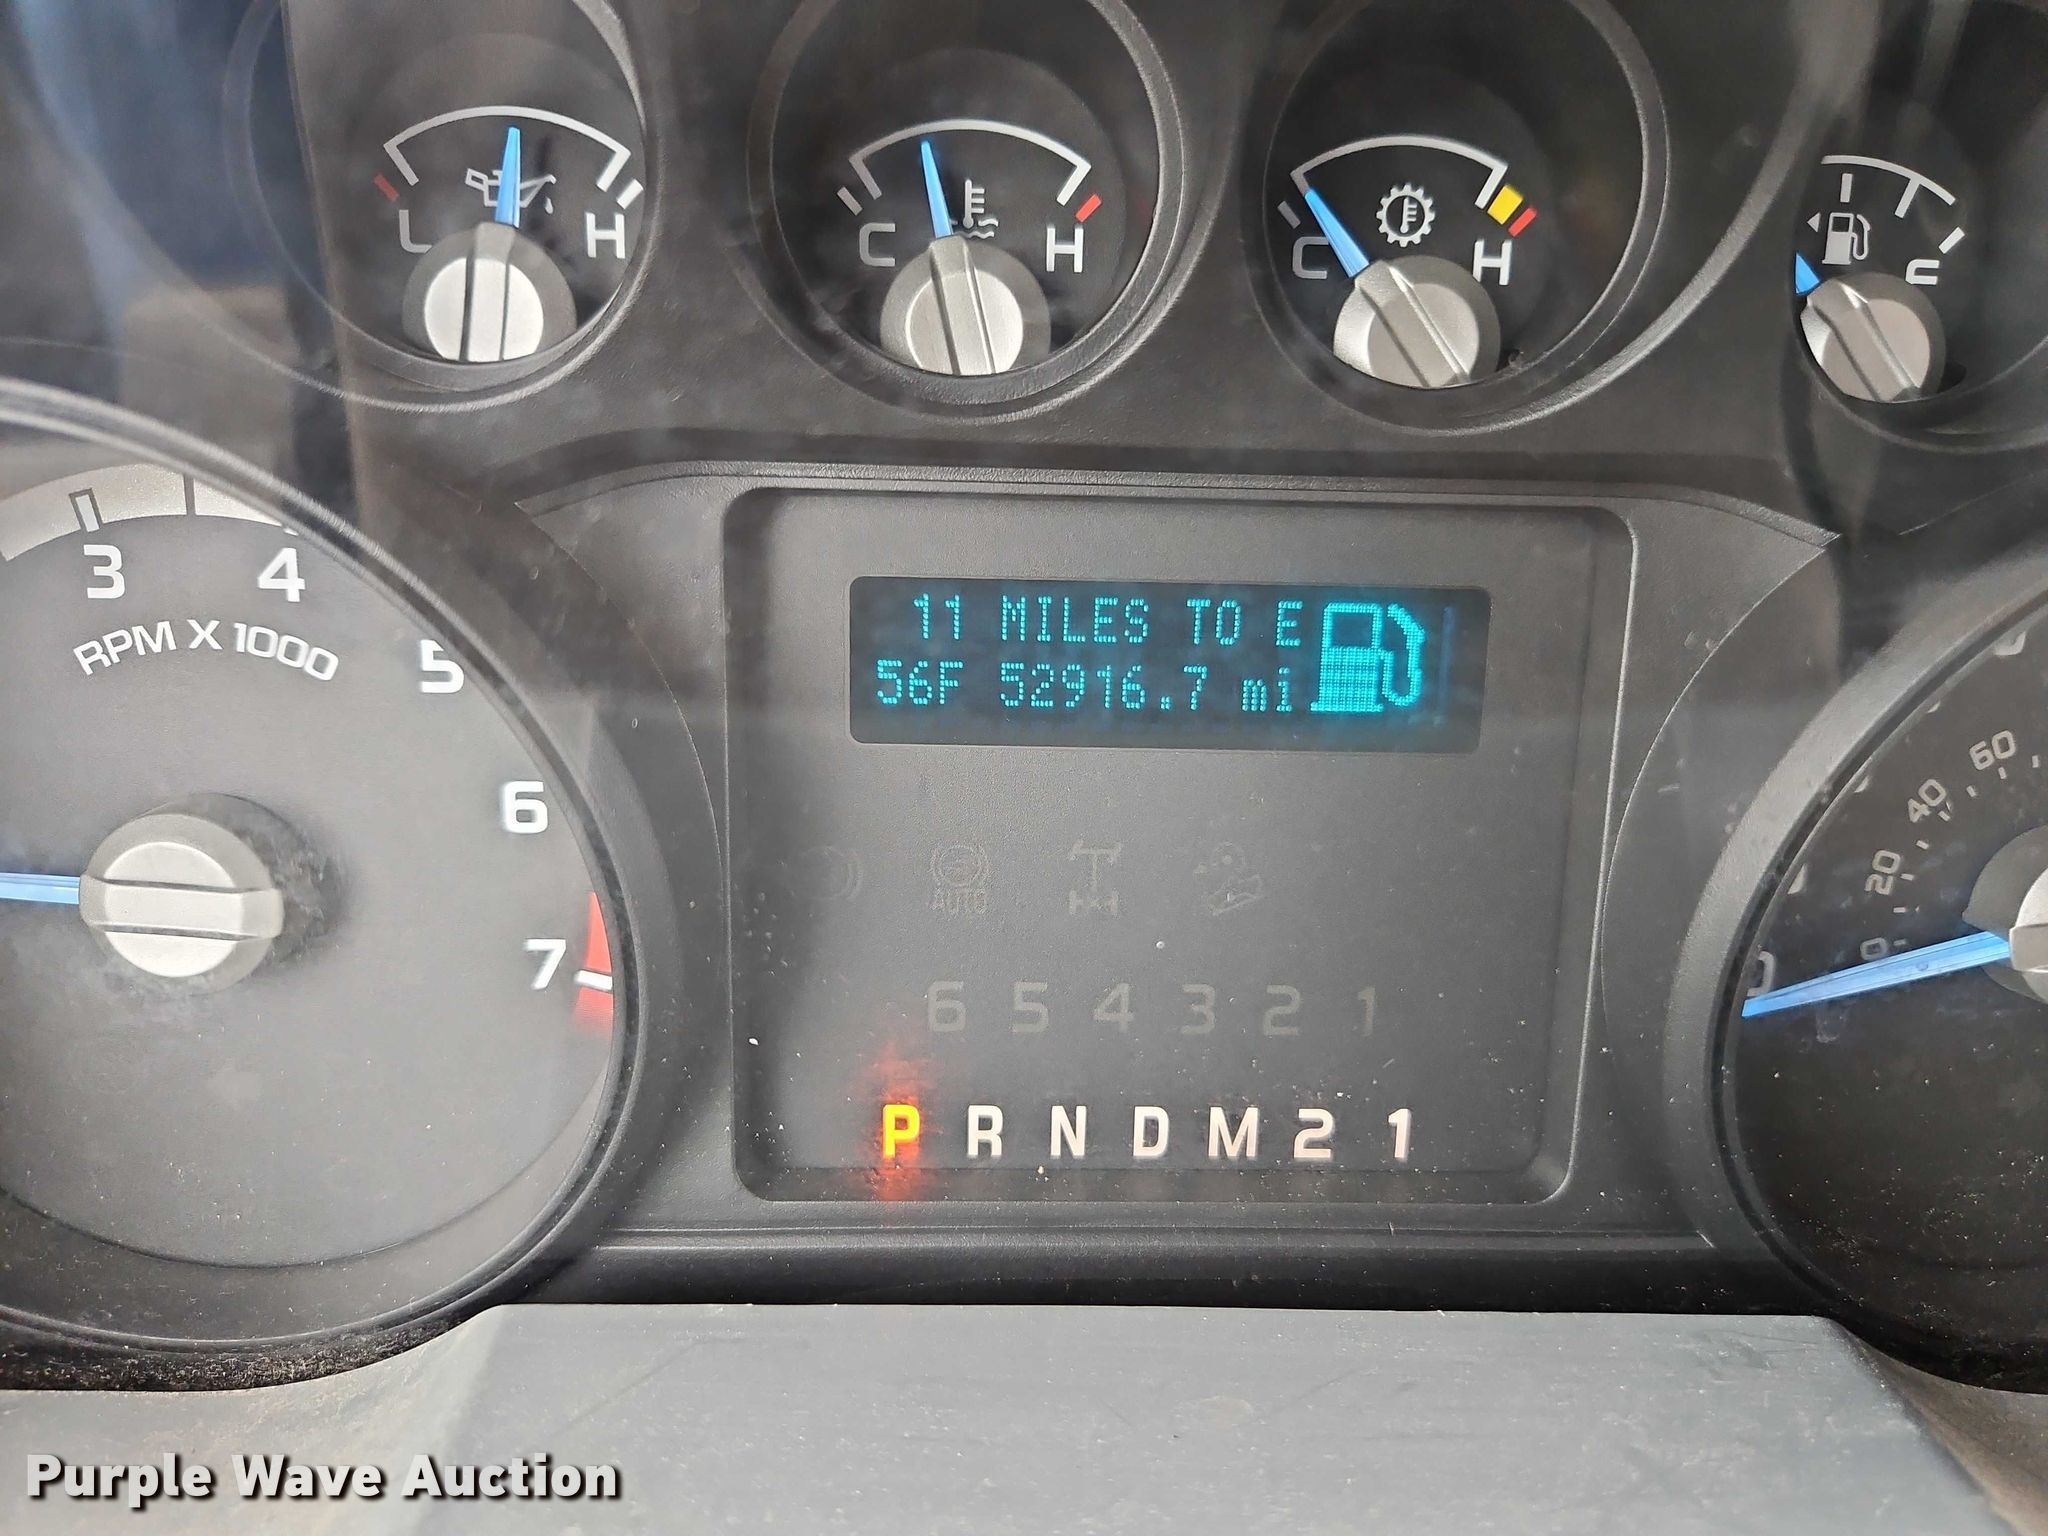 L H
C H
C H
3
4
5
6
7
RPM X 1000
11 MILES TO E
56F 52916.7 mi
AUTO
6 5 4 3 2 1
P R N D M 2 1
0
20
40
60
Purple Wave Auction